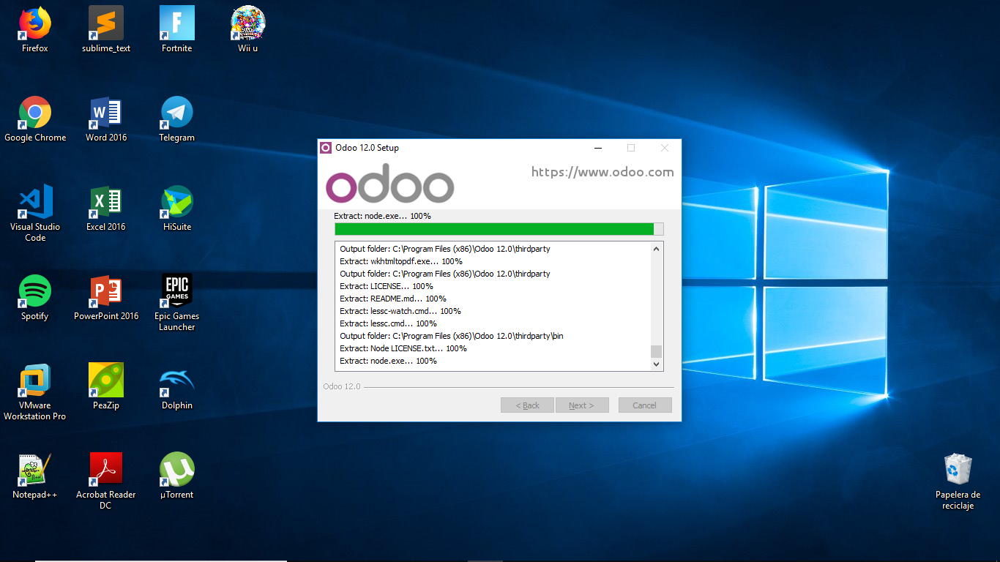 Firefox
sublime_text
Fortnite
Wii u
Google Chrome
Word 2016
Telegram
Visual Studio
Code
Excel 2016
HiSuite
Spotify
PowerPoint 2016
EPIC
GAMES
Epic Games
Launcher
VMware
Workstation Pro
PeaZip
Dolphin
Notepad++
Acrobat Reader
DC
µTorrent
Odoo 12.0 Setup
odoo
https://www.odoo.com
Extract: node.exe... 100%
Output folder: C:\Program Files (x86)\Odoo 12.0\thirdparty
Extract: wkhtmltopdf.exe... 100%
Output folder: C:\Program Files (x86)\Odoo 12.0\thirdparty
Extract: LICENSE... 100%
Extract: README.md... 100%
Extract: lessc-watch.cmd... 100%
Extract: lessc.cmd... 100%
Output folder: C:\Program Files (x86)\Odoo 12.0\thirdparty\bin
Extract: Node LICENSE.txt... 100%
Extract: node.exe... 100%
Odoo 12.0
< Back
Next >
Cancel
Papelera de
reciclaje